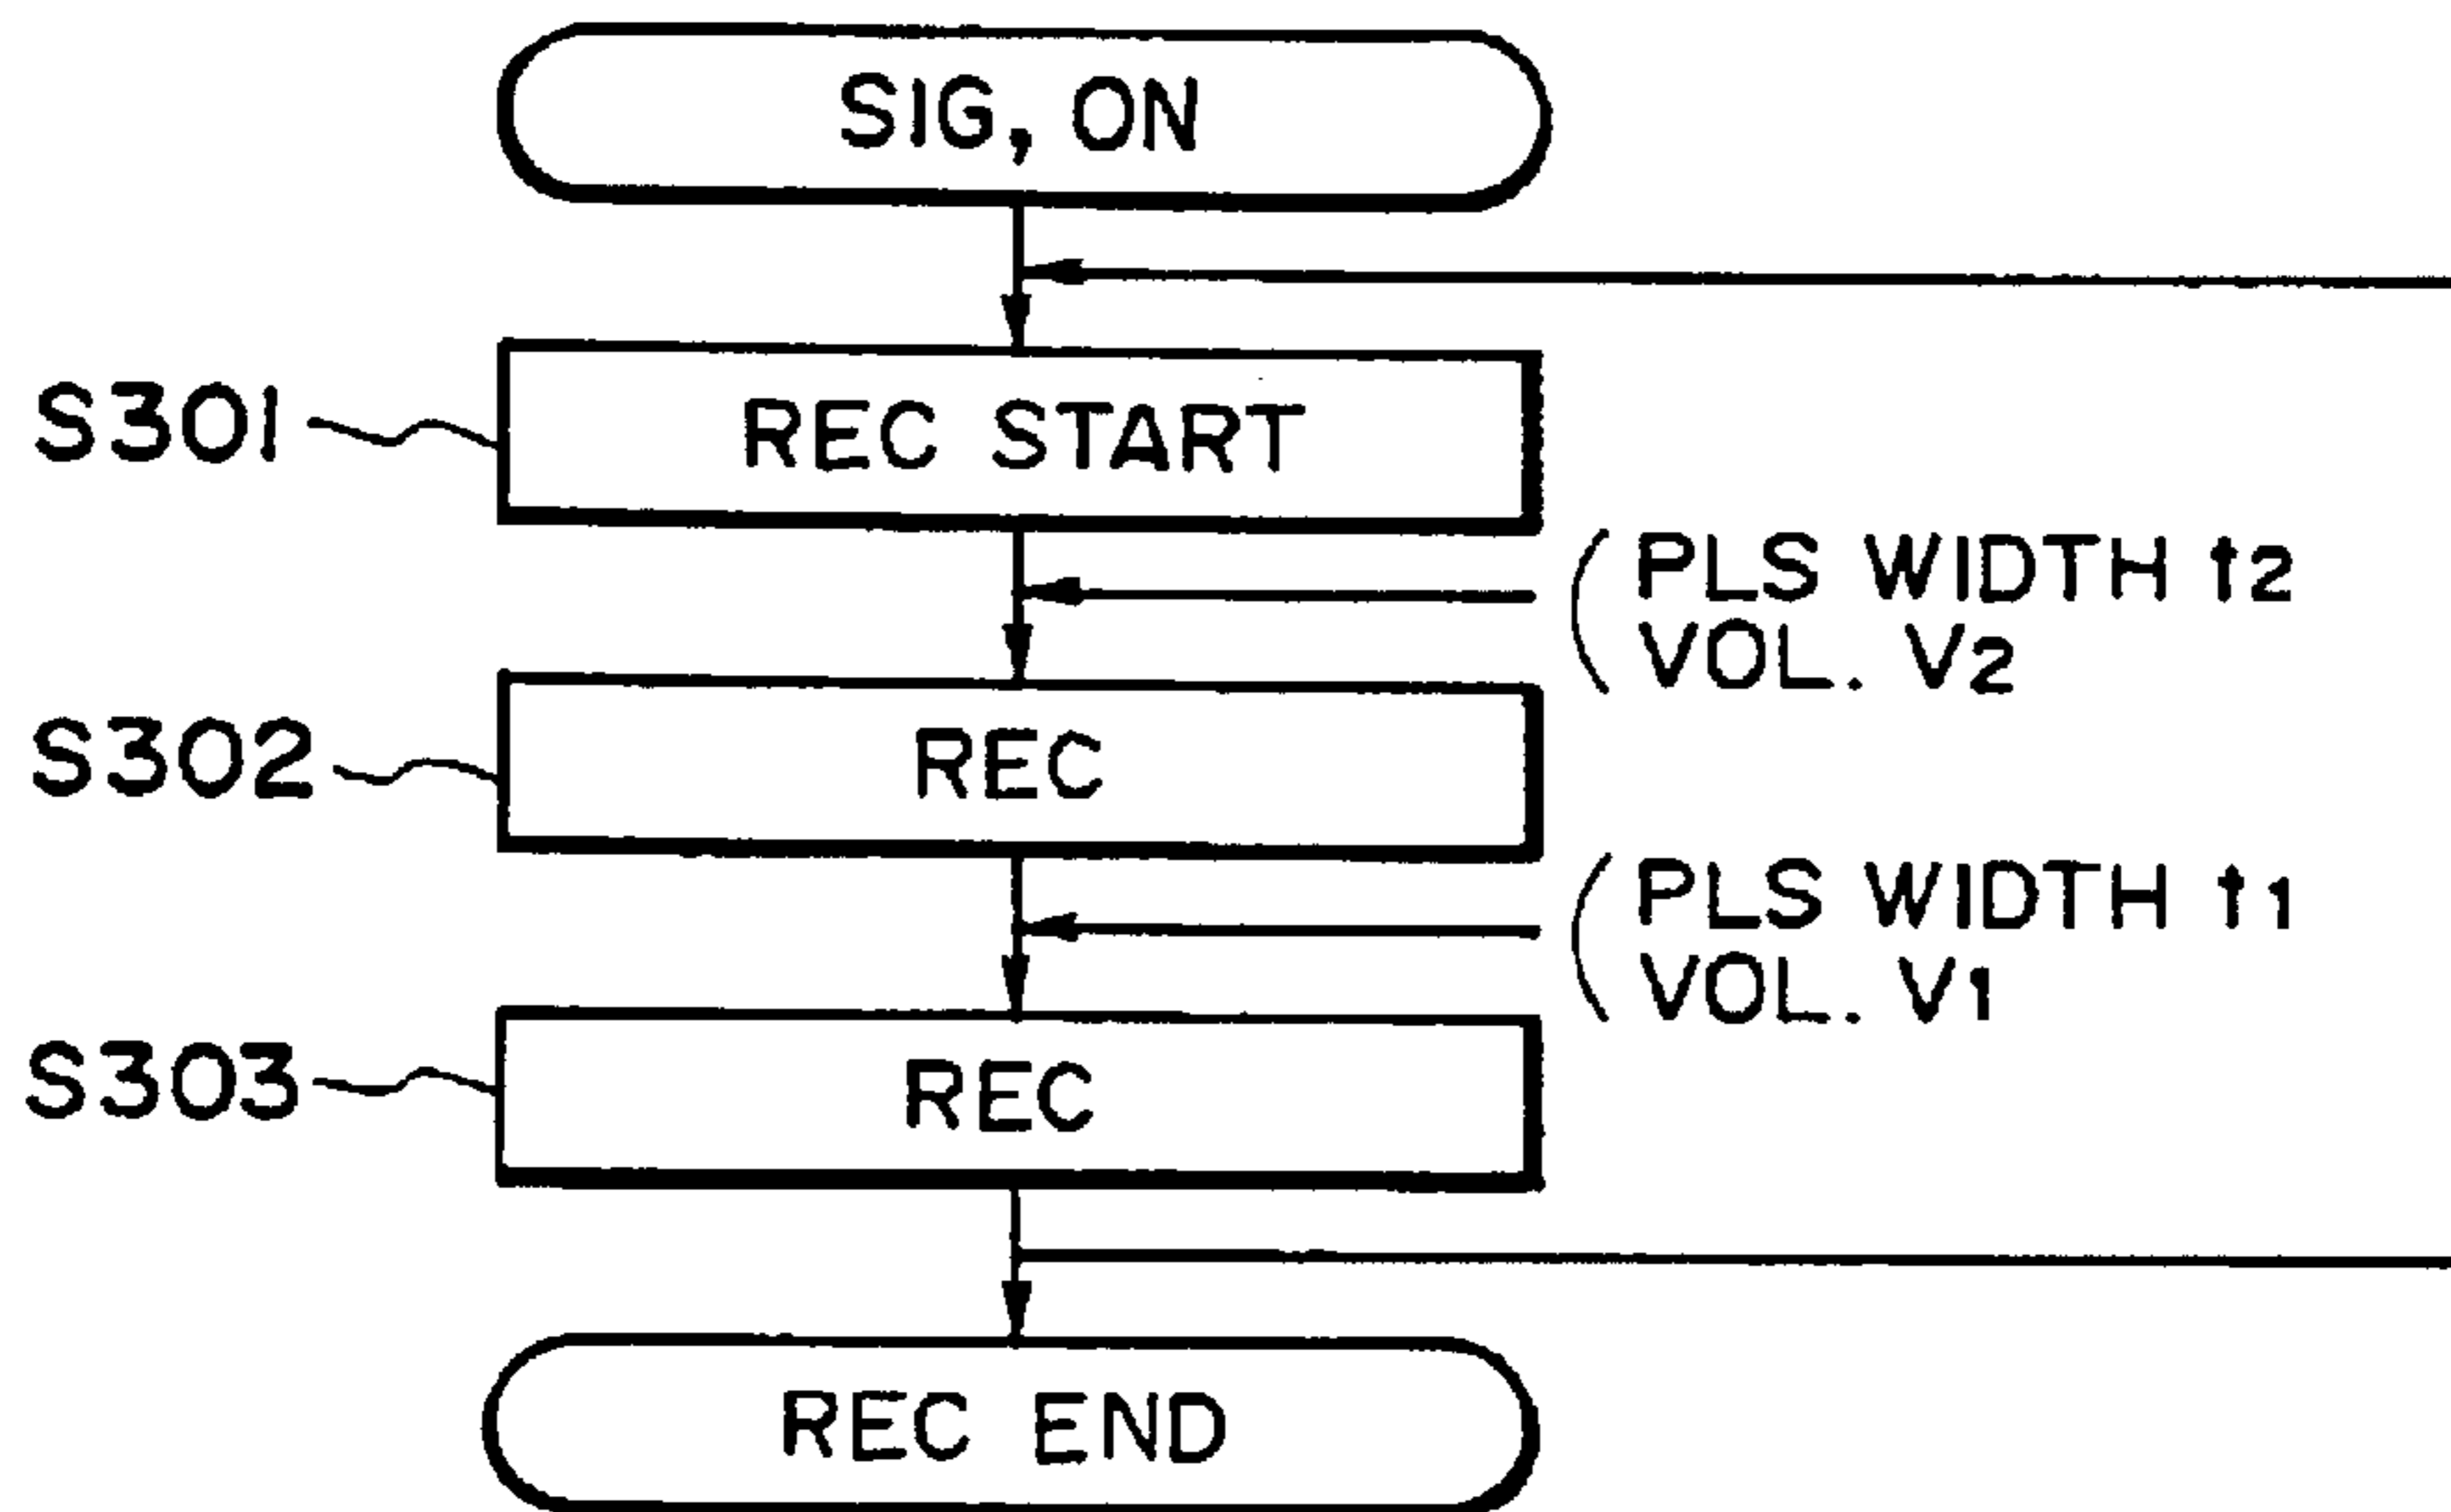 SIG, ON
S301
REC START
PLS WIDTH t2
VOL. V2
S302
REC
PLS WIDTH t1
VOL. V1
S303
REC
REC END